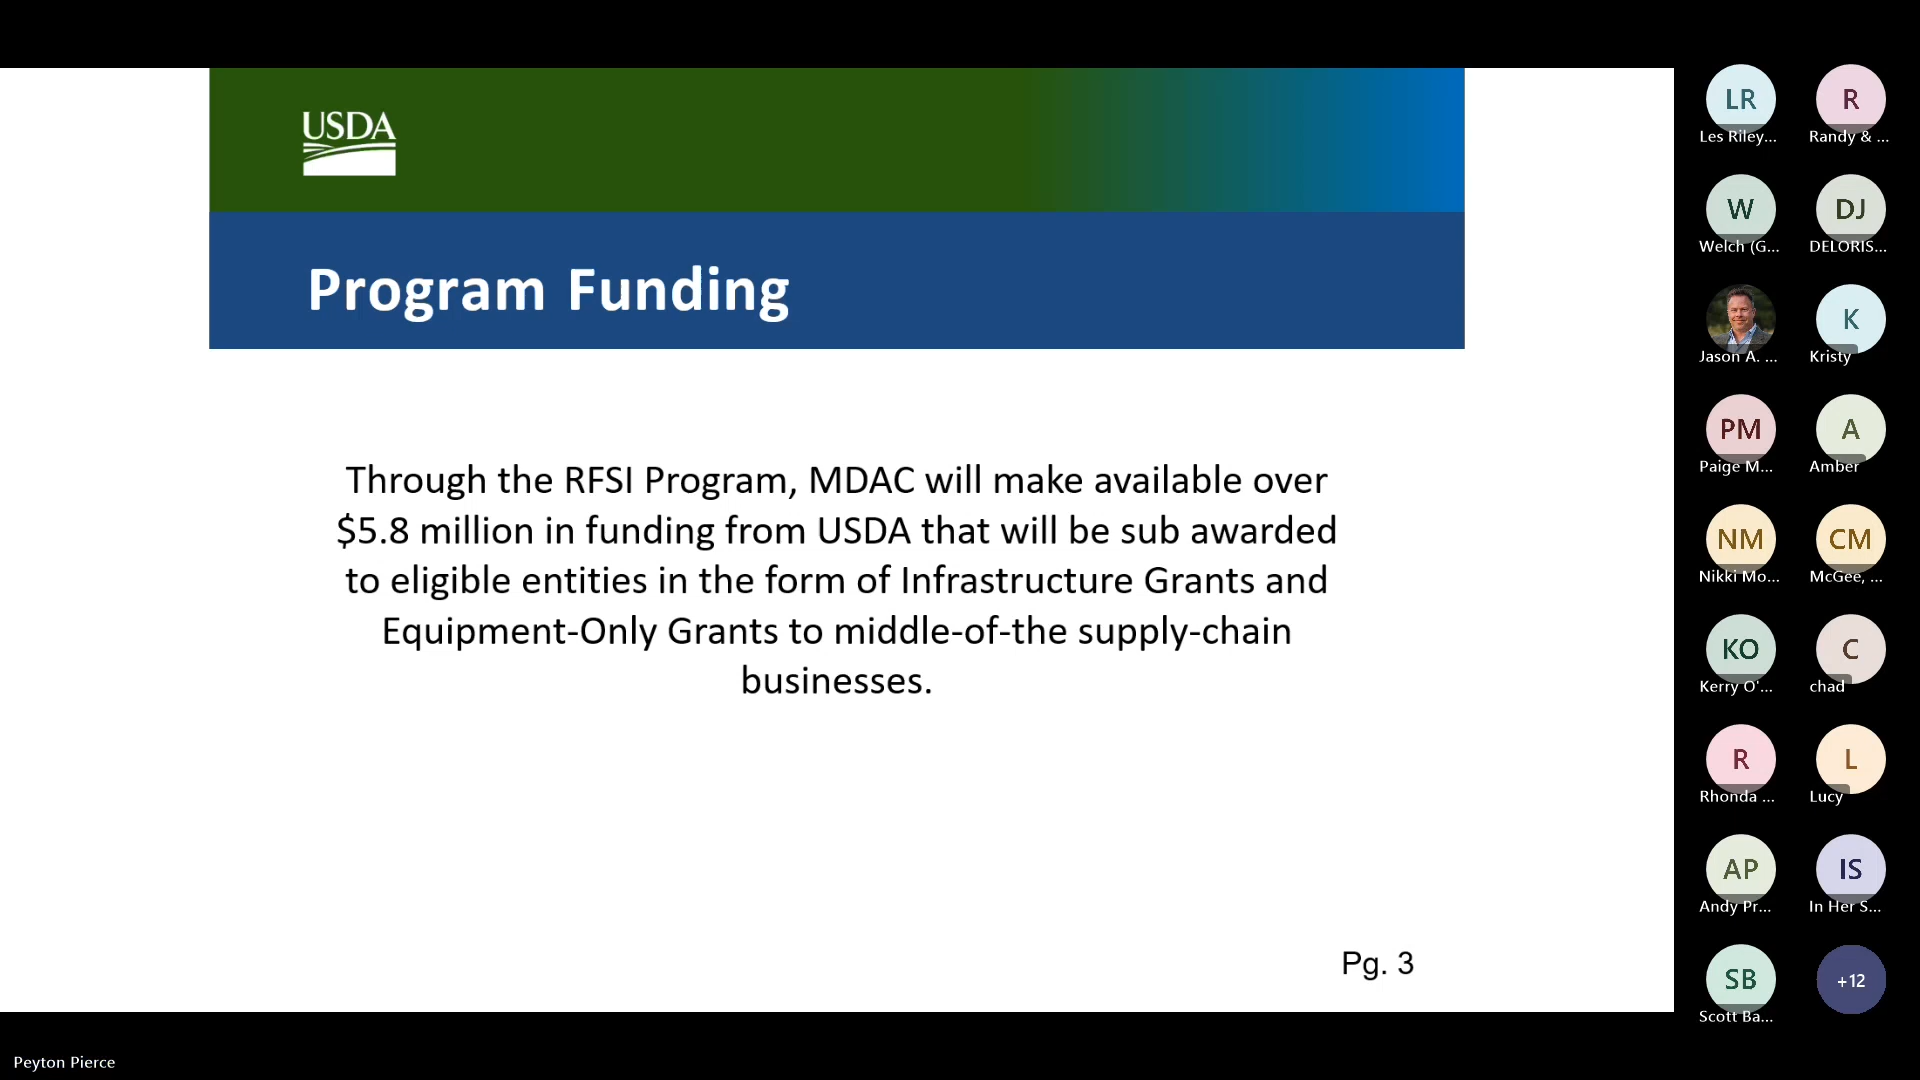 USDA
Program Funding
Through the RFSI Program, MDAC will make available over
$5.8 million in funding from USDA that will be sub awarded
to eligible entities in the form of Infrastructure Grants and
Equipment-Only Grants to middle-of-the supply-chain
businesses.
Pg. 3
Peyton Pierce
LR
Les Riley...
R
Randy & ...
W
Welch (G...
DJ
DELORIS...
Jason A. ...
K
Kristy
PM
Paige M...
A
Amber
NM
Nikki Mo...
CM
McGee, ...
KO
Kerry O'...
C
chad
R
Rhonda ...
L
Lucy
AP
Andy Pr...
IS
In Her S...
SB
Scott Ba...
+12